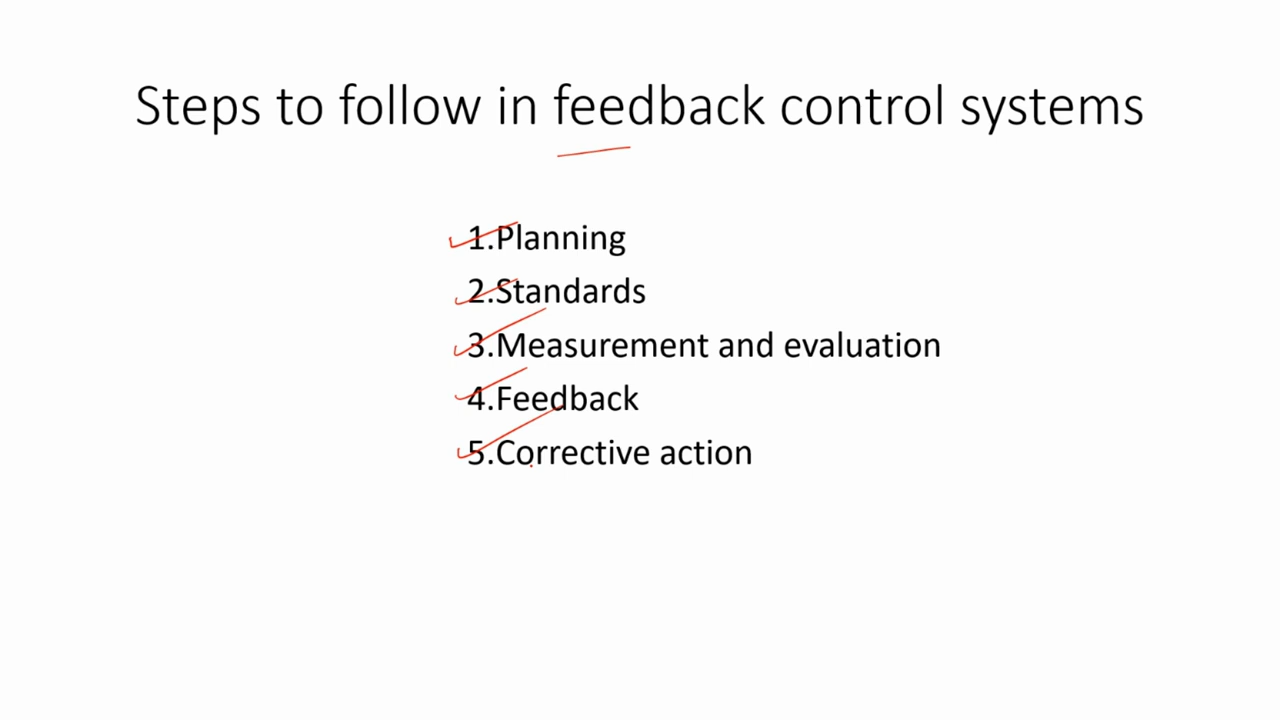 Steps to follow in feedback control systems
1.Planning
2.Standards
3.Measurement and evaluation
4.Feedback
5.Corrective action